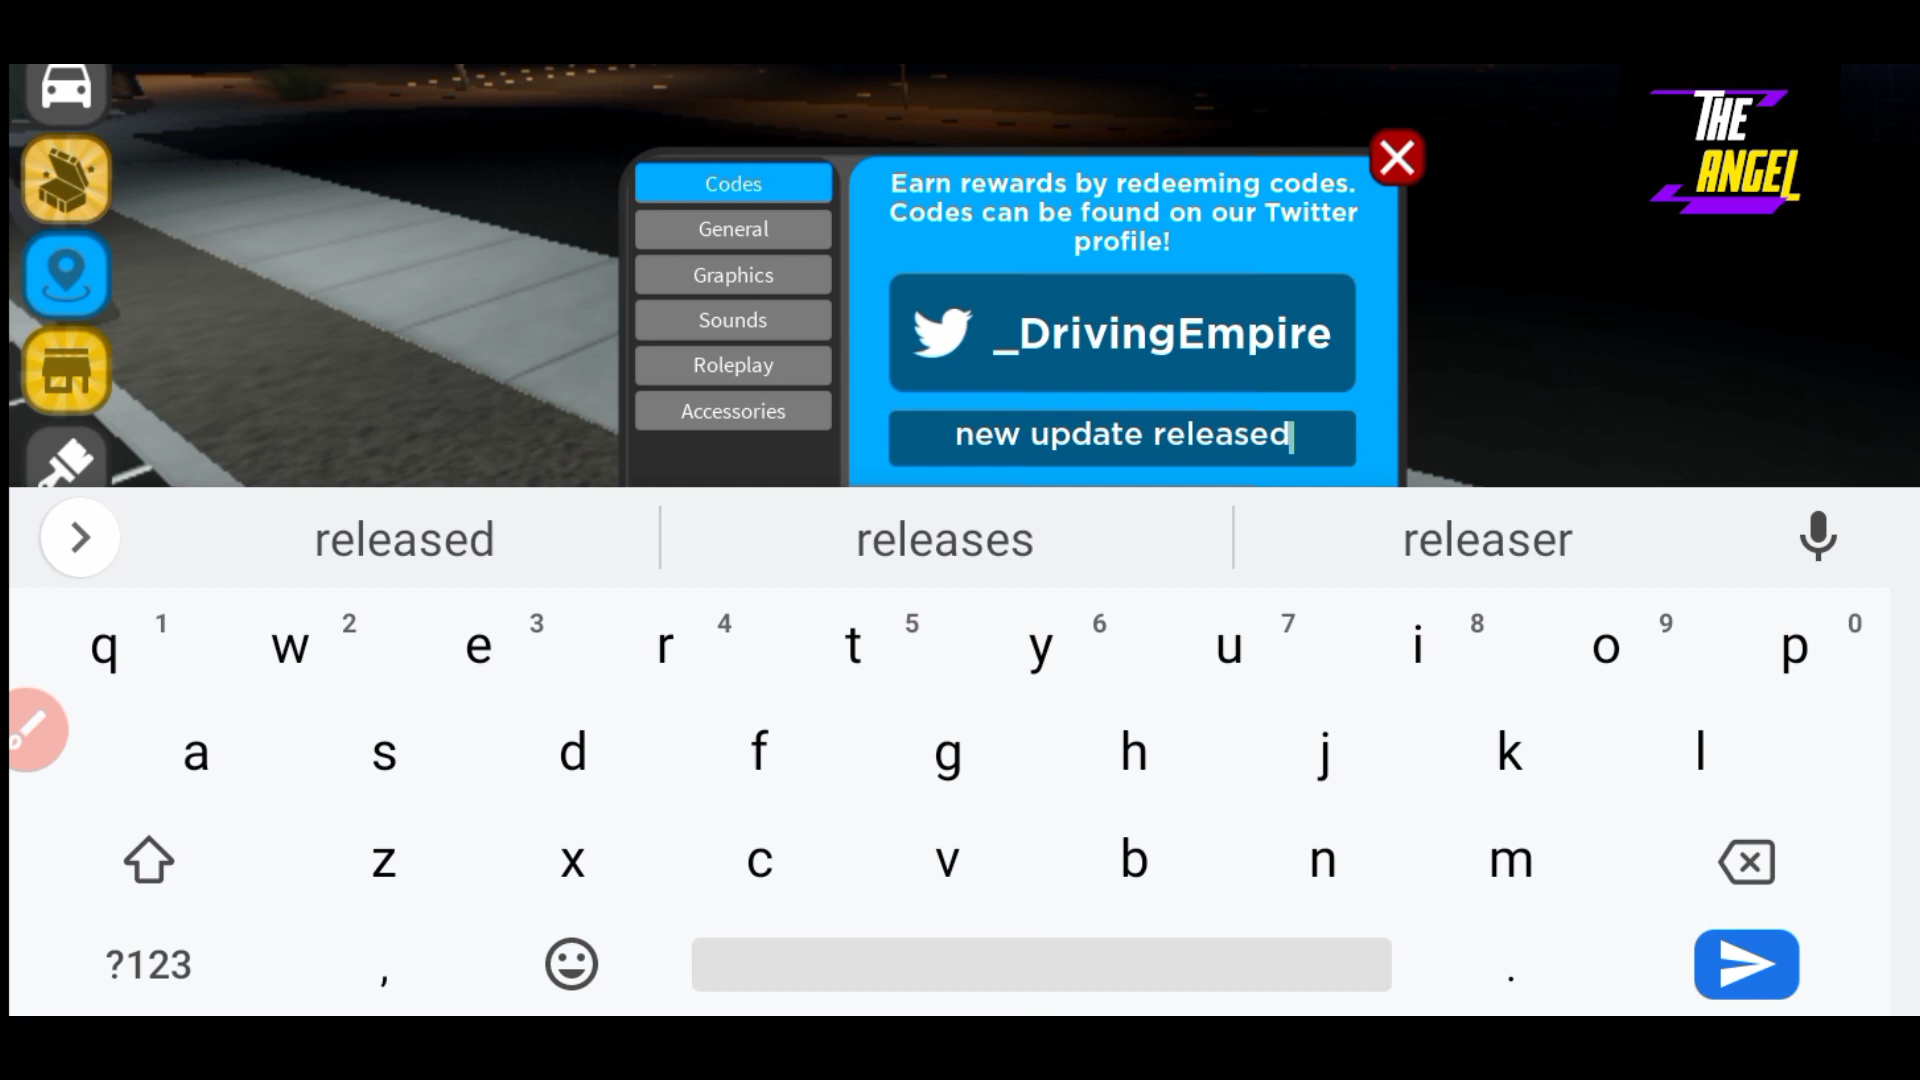 THE
ANGEL
Codes
General
Graphics
Sounds
Roleplay
Accessories
Earn rewards by redeeming codes.
Codes can be found on our Twitter
profile!
_DrivingEmpire
new update released
released releases releaser
q 1 w 2 e 3 r 4 t 5 y 6 u 7 i 8 o 9 p 0
a s d f g h j k l
z x c v b n m
?123 , .